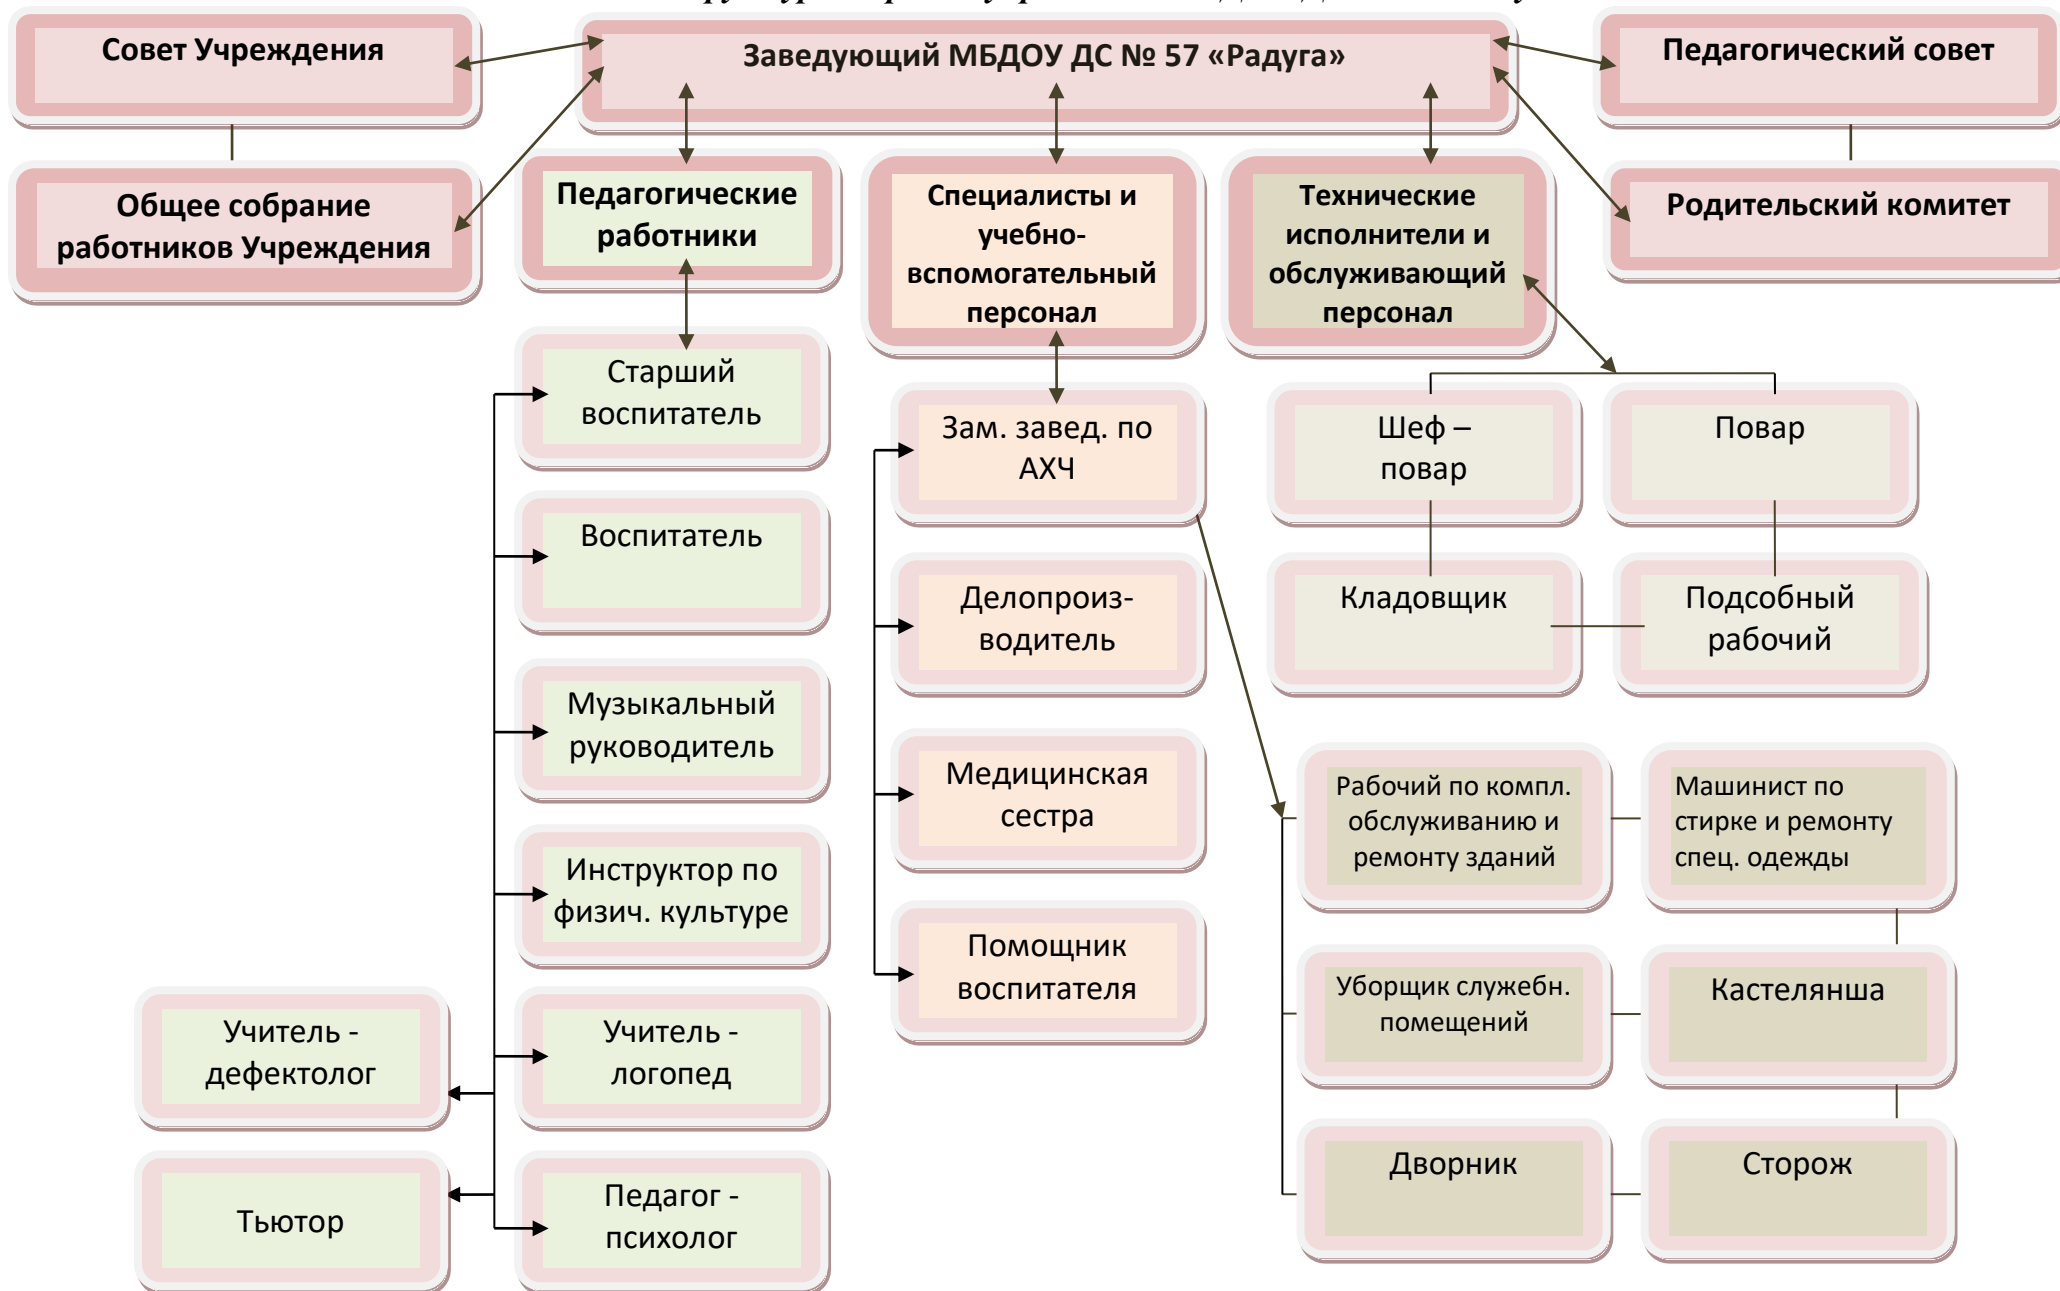 Совет Учреждения
Заведующий МБДОУ ДС № 57 «Радуга»
Педагогический совет
Общее собрание
работников Учреждения
Педагогические
работники
Специалисты и
учебно-
вспомогательный
персонал
Технические
исполнители и
обслуживающий
персонал
Родительский комитет
Старший
воспитатель
Воспитатель
Музыкальный
руководитель
Инструктор по
физич. культуре
Учитель -
дефектолог
Учитель -
логопед
Тьютор
Педагог -
психолог
Зам. завед. по
АХЧ
Делопроиз-
водитель
Медицинская
сестра
Помощник
воспитателя
Шеф –
повар
Повар
Кладовщик
Подсобный
рабочий
Рабочий по компл.
обслуживанию и
ремонту зданий
Машинист по
стирке и ремонту
спец. одежды
Уборщик служебн.
помещений
Кастелянша
Дворник
Сторож